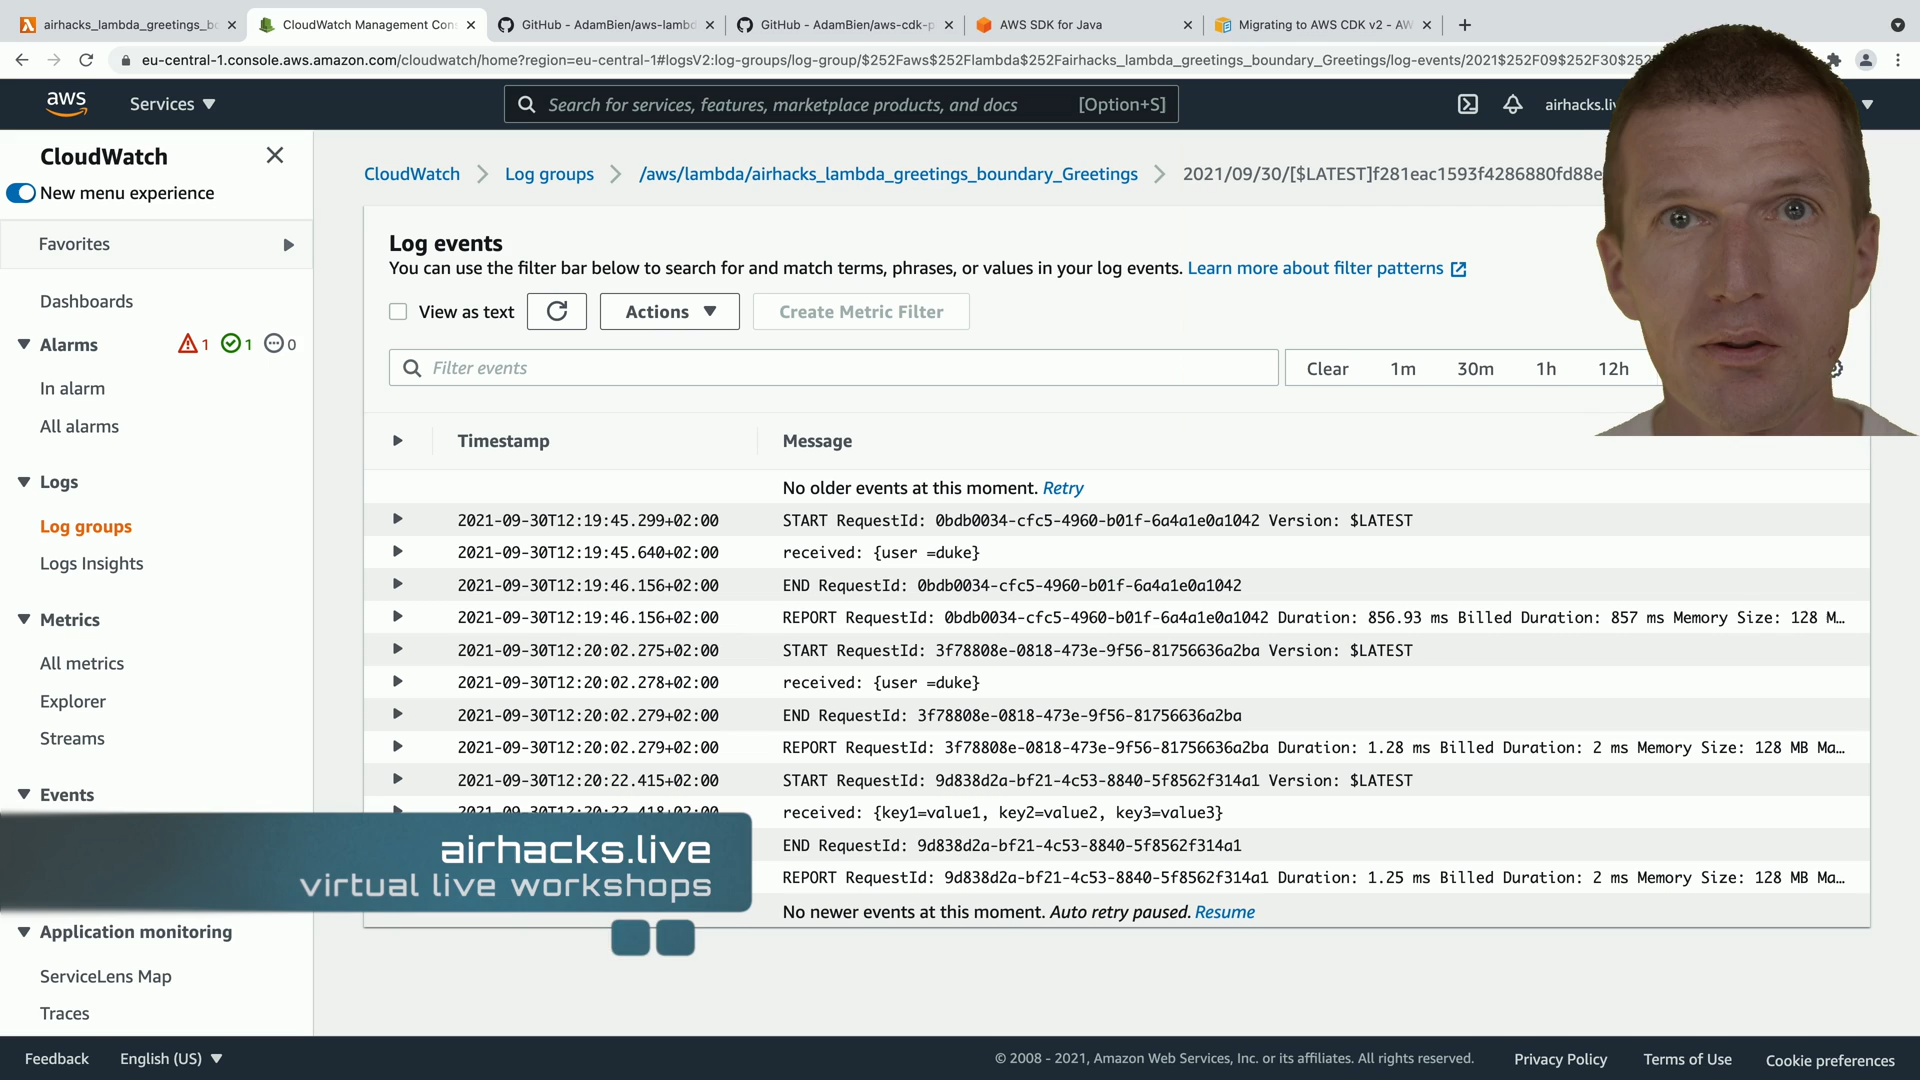 airhacks_lambda_greetings_bo
CloudWatch Management Con
GitHub - AdamBien/aws-lambd
GitHub - AdamBien/aws-cdk-p
AWS SDK for Java
Migrating to AWS CDK v2 - AW
eu-central-1.console.aws.amazon.com/cloudwatch/home?region=eu-central-1#logsV2:log-groups/log-group/$252Faws$252Flambda$252Fairhacks_lambda_greetings_boundary_Greetings/log-events/2021$252F09$252F30$252
aws
Services
Search for services, features, marketplace products, and docs
[Option+S]
airhacks.li
CloudWatch
New menu experience
Favorites
Dashboards
Alarms
1
1
0
In alarm
All alarms
Logs
Log groups
Logs Insights
Metrics
All metrics
Explorer
Streams
Events
Application monitoring
ServiceLens Map
Traces
CloudWatch
Log groups
/aws/lambda/airhacks_lambda_greetings_boundary_Greetings
2021/09/30/[$LATEST]f281eac1593f4286880fd88e
Log events
You can use the filter bar below to search for and match terms, phrases, or values in your log events. Learn more about filter patterns
View as text
Actions
Create Metric Filter
Filter events
Clear
1m
30m
1h
12h
Timestamp
Message
No older events at this moment. Retry
2021-09-30T12:19:45.299+02:00 START RequestId: 0bdb0034-cfc5-4960-b01f-6a4a1e0a1042 Version: $LATEST
2021-09-30T12:19:45.640+02:00 received: {user =duke}
2021-09-30T12:19:46.156+02:00 END RequestId: 0bdb0034-cfc5-4960-b01f-6a4a1e0a1042
2021-09-30T12:19:46.156+02:00 REPORT RequestId: 0bdb0034-cfc5-4960-b01f-6a4a1e0a1042 Duration: 856.93 ms Billed Duration: 857 ms Memory Size: 128 M…
2021-09-30T12:20:02.275+02:00 START RequestId: 3f78808e-0818-473e-9f56-81756636a2ba Version: $LATEST
2021-09-30T12:20:02.278+02:00 received: {user =duke}
2021-09-30T12:20:02.279+02:00 END RequestId: 3f78808e-0818-473e-9f56-81756636a2ba
2021-09-30T12:20:02.279+02:00 REPORT RequestId: 3f78808e-0818-473e-9f56-81756636a2ba Duration: 1.28 ms Billed Duration: 2 ms Memory Size: 128 MB Ma…
2021-09-30T12:20:22.415+02:00 START RequestId: 9d838d2a-bf21-4c53-8840-5f8562f314a1 Version: $LATEST
2021-09-30T12:20:22.418+02:00 received: {key1=value1, key2=value2, key3=value3}
END RequestId: 9d838d2a-bf21-4c53-8840-5f8562f314a1
REPORT RequestId: 9d838d2a-bf21-4c53-8840-5f8562f314a1 Duration: 1.25 ms Billed Duration: 2 ms Memory Size: 128 MB Ma…
No newer events at this moment. Auto retry paused. Resume
airhacks.live
virtual live workshops
Feedback
English (US)
© 2008 - 2021, Amazon Web Services, Inc. or its affiliates. All rights reserved.
Privacy Policy
Terms of Use
Cookie preferences